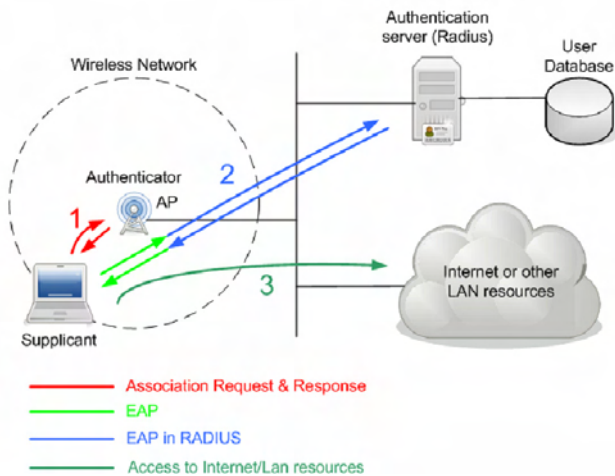 Authentication
server (Radius)
User
Database
Wireless Network
Authenticator
AP
1
2
3
Supplicant
Internet or other
LAN resources
Association Request & Response
EAP
EAP in RADIUS
Access to Internet/Lan resources